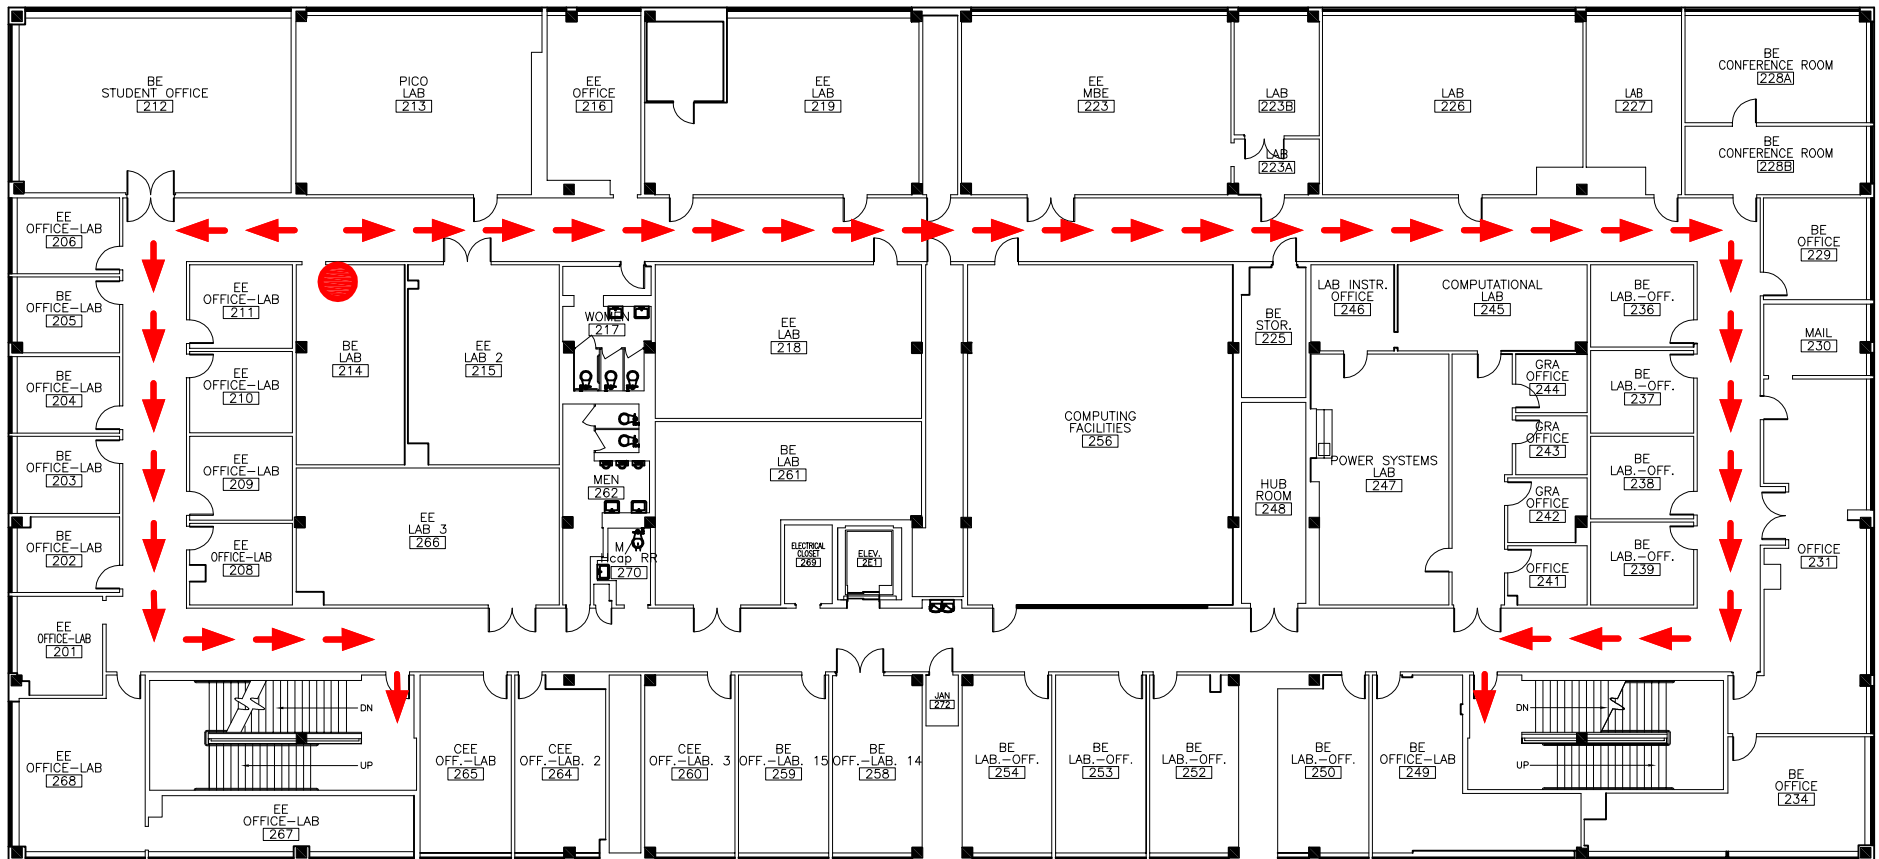 BE
STUDENT OFFICE
212
PICO
LAB
213
EE
OFFICE
216
EE
LAB
219
EE
MBE
223
LAB
223B
LAB
223A
LAB
226
LAB
227
BE
CONFERENCE ROOM
228A
BE
CONFERENCE ROOM
228B
EE
OFFICE-LAB
206
BE
OFFICE-LAB
205
BE
OFFICE-LAB
204
BE
OFFICE-LAB
203
BE
OFFICE-LAB
202
EE
OFFICE-LAB
201
EE
OFFICE-LAB
211
EE
OFFICE-LAB
210
EE
OFFICE-LAB
209
EE
OFFICE-LAB
208
BE
LAB
214
EE
LAB 2
215
EE
LAB 3
266
WOMEN
217
MEN
262
M/W
Hcap RR
270
EE
LAB
218
BE
LAB
261
ELECTRICAL
CLOSET
269
ELEV.
2E1
COMPUTING
FACILITIES
256
BE
STOR.
225
HUB
ROOM
248
LAB INSTR.
OFFICE
246
COMPUTATIONAL
LAB
245
POWER SYSTEMS
LAB
247
GRA
OFFICE
244
GRA
OFFICE
243
GRA
OFFICE
242
OFFICE
241
BE
LAB.-OFF.
236
BE
LAB.-OFF.
237
BE
LAB.-OFF.
238
BE
LAB.-OFF.
239
BE
OFFICE
229
MAIL
230
OFFICE
231
EE
OFFICE-LAB
268
DN
UP
EE
OFFICE-LAB
267
CEE
OFF.-LAB
265
CEE
OFF.-LAB. 2
264
CEE
OFF.-LAB. 3
260
BE
OFF.-LAB. 15
259
BE
OFF.-LAB. 14
258
JAN
272
BE
LAB.-OFF.
254
BE
LAB.-OFF.
253
BE
LAB.-OFF.
252
BE
LAB.-OFF.
250
BE
OFFICE-LAB
249
DN
UP
BE
OFFICE
234